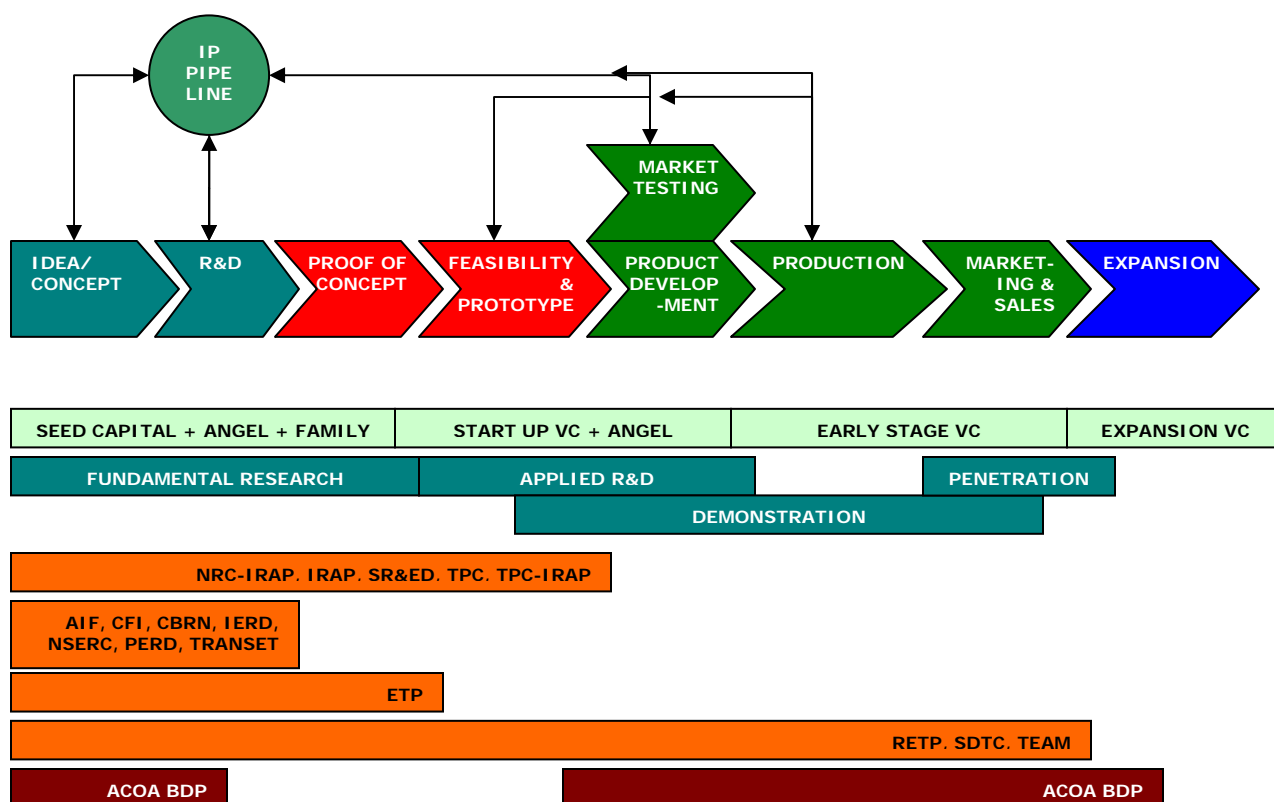 IP
PIPE
LINE
MARKET
TESTING
IDEA/
CONCEPT
R&D
PROOF OF
CONCEPT
FEASIBILITY
&
PROTOTYPE
PRODUCT
DEVELOP
-MENT
PRODUCTION
MARKET-
ING &
SALES
EXPANSION
SEED CAPITAL + ANGEL + FAMILY
START UP VC + ANGEL
EARLY STAGE VC
EXPANSION VC
FUNDAMENTAL RESEARCH
APPLIED R&D
PENETRATION
DEMONSTRATION
NRC-IRAP. IRAP. SR&ED. TPC. TPC-IRAP
AIF, CFI, CBRN, IERD,
NSERC, PERD, TRANSET
ETP
RETP. SDTC. TEAM
ACOA BDP
ACOA BDP